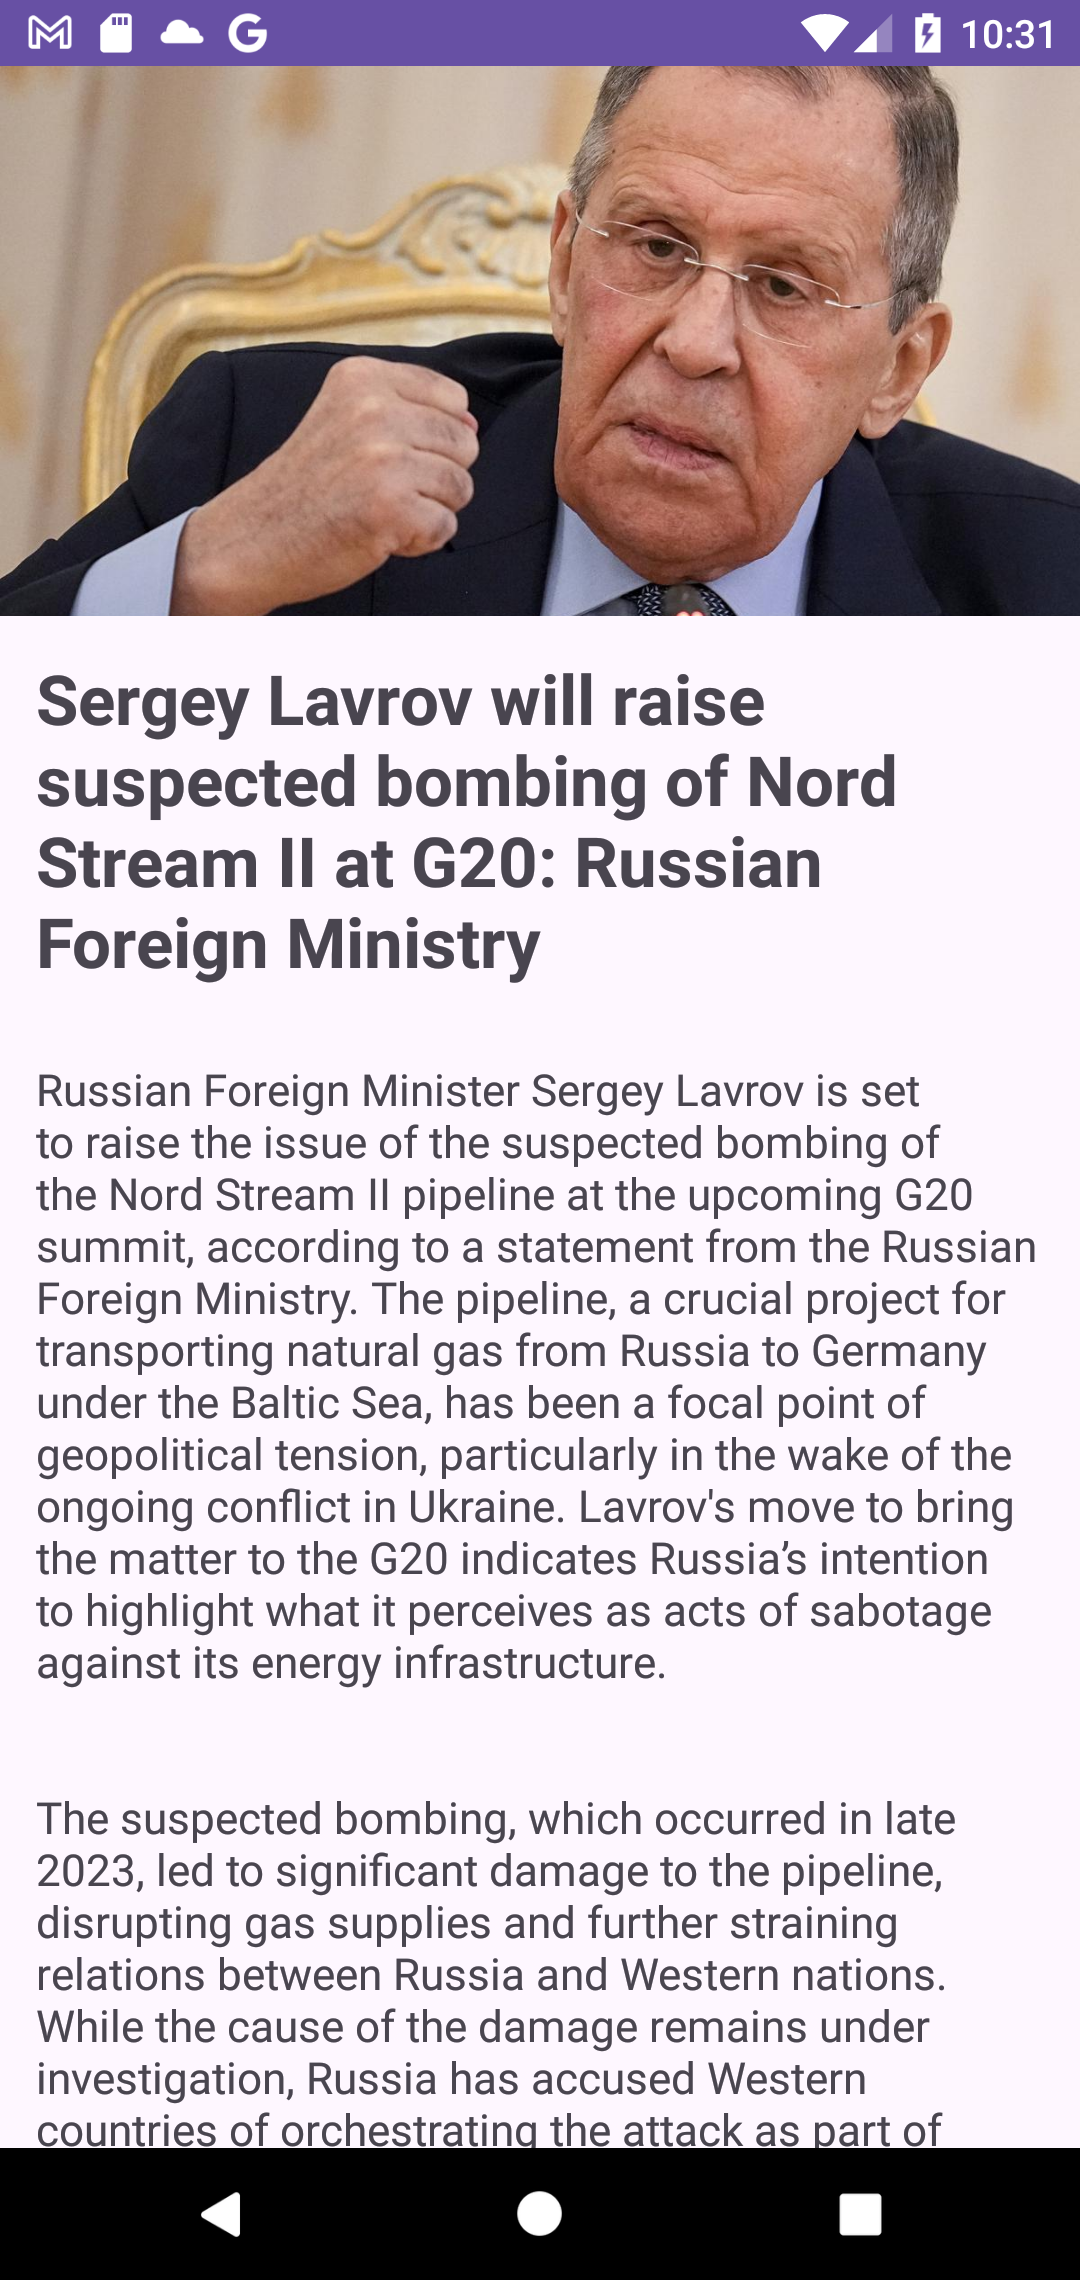 10:31
Sergey Lavrov will raise
suspected bombing of Nord
Stream II at G20: Russian
Foreign Ministry
Russian Foreign Minister Sergey Lavrov is set
to raise the issue of the suspected bombing of
the Nord Stream II pipeline at the upcoming G20
summit, according to a statement from the Russian
Foreign Ministry. The pipeline, a crucial project for
transporting natural gas from Russia to Germany
under the Baltic Sea, has been a focal point of
geopolitical tension, particularly in the wake of the
ongoing conflict in Ukraine. Lavrov's move to bring
the matter to the G20 indicates Russia’s intention
to highlight what it perceives as acts of sabotage
against its energy infrastructure.
The suspected bombing, which occurred in late
2023, led to significant damage to the pipeline,
disrupting gas supplies and further straining
relations between Russia and Western nations.
While the cause of the damage remains under
investigation, Russia has accused Western
countries of orchestrating the attack as part of